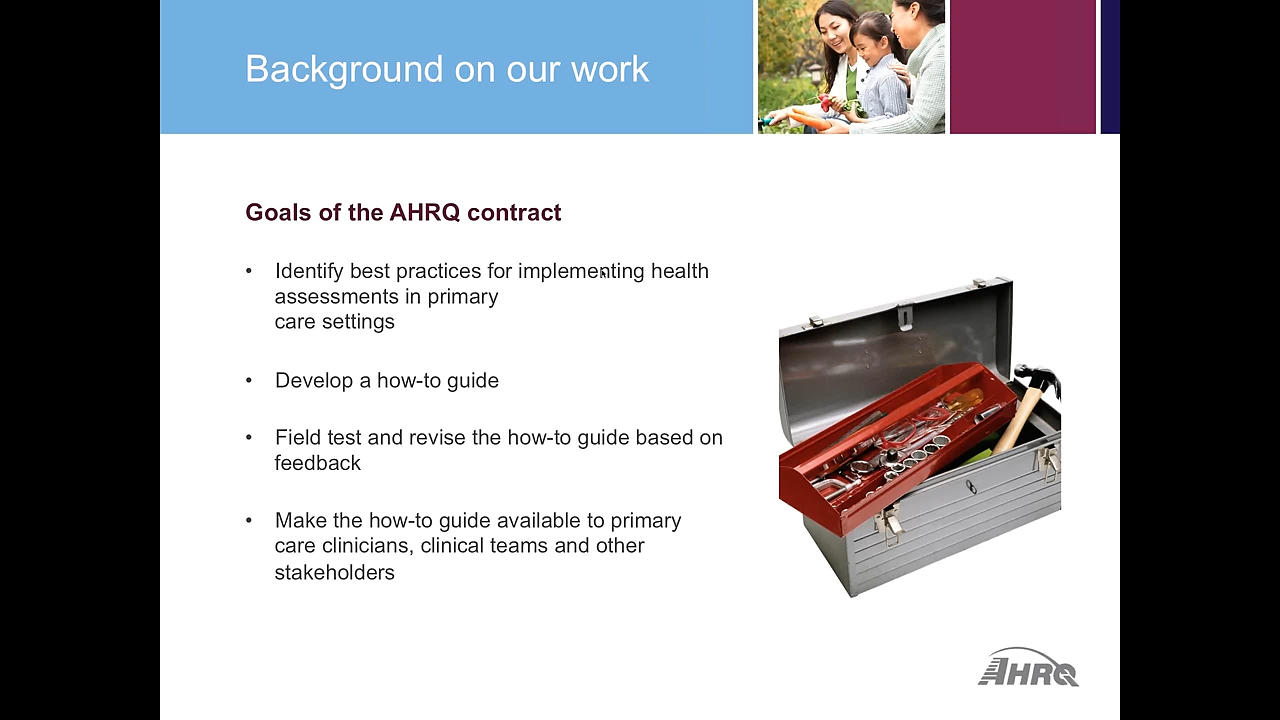 Background on our work
Goals of the AHRQ contract
• Identify best practices for implementing health
assessments in primary
care settings
• Develop a how-to guide
• Field test and revise the how-to guide based on
feedback
• Make the how-to guide available to primary
care clinicians, clinical teams and other
stakeholders
AHRQ